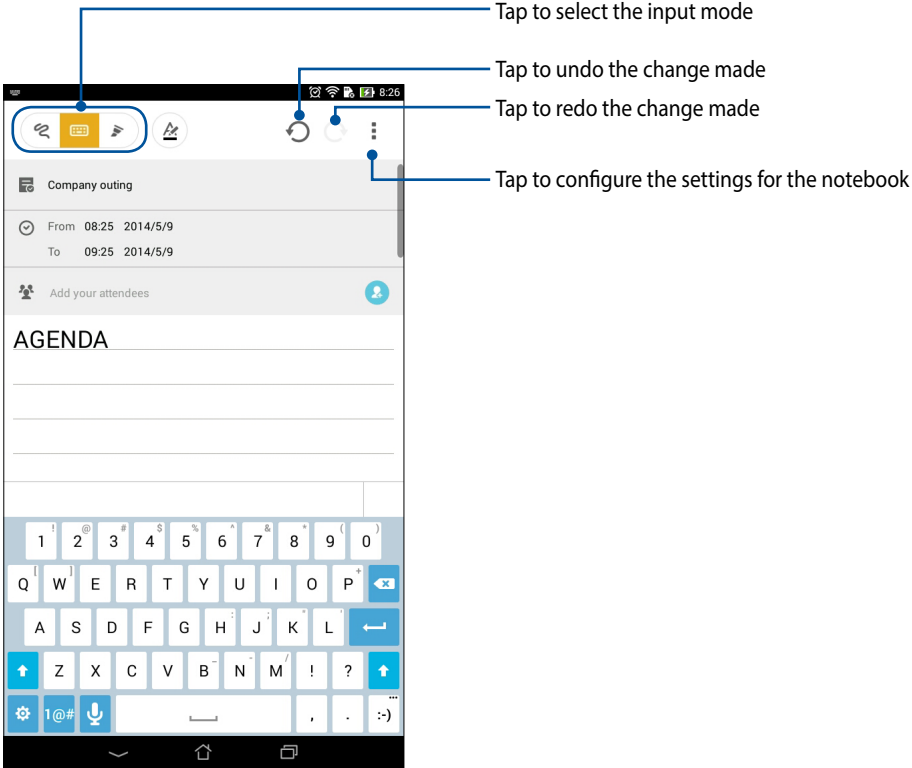 Tap to select the input mode
Tap to undo the change made
Tap to redo the change made
Tap to configure the settings for the notebook
8:26
Company outing
From 08:25 2014/5/9
To 09:25 2014/5/9
Add your attendees
AGENDA
! @ # $ % ^ & * ( )
1 2 3 4 5 6 7 8 9 0
[ ] +
Q W E R T Y U I O P
: ; " '
A S D F G H J K L
- /
Z X C V B N M ! ?
1@# , . :-)